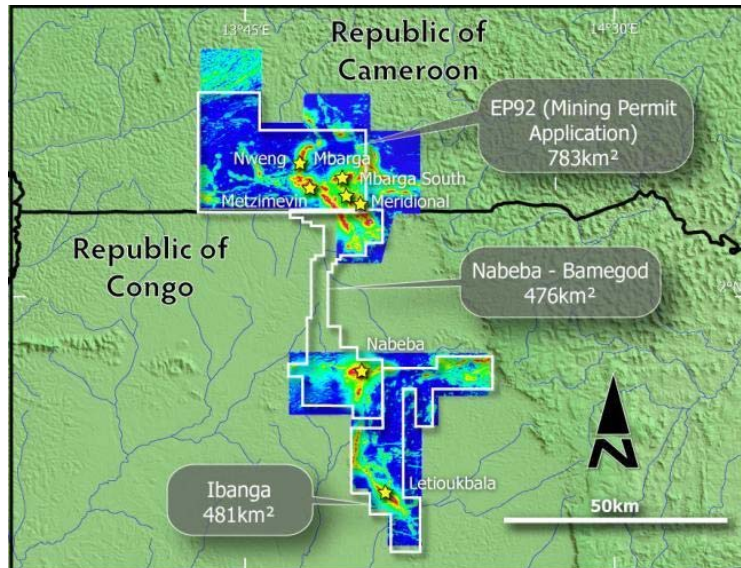 13°45'E
14°30'E
Republic of
Cameroon
EP92 (Mining Permit
Application)
783km²
Nweng
Mbarga
Mbarga South
Metzimevin
Meridional
Republic of
Congo
Nabeba - Bamegod
476km²
2°N
Nabeba
Ibanga
481km²
Letioukbala
N
50km